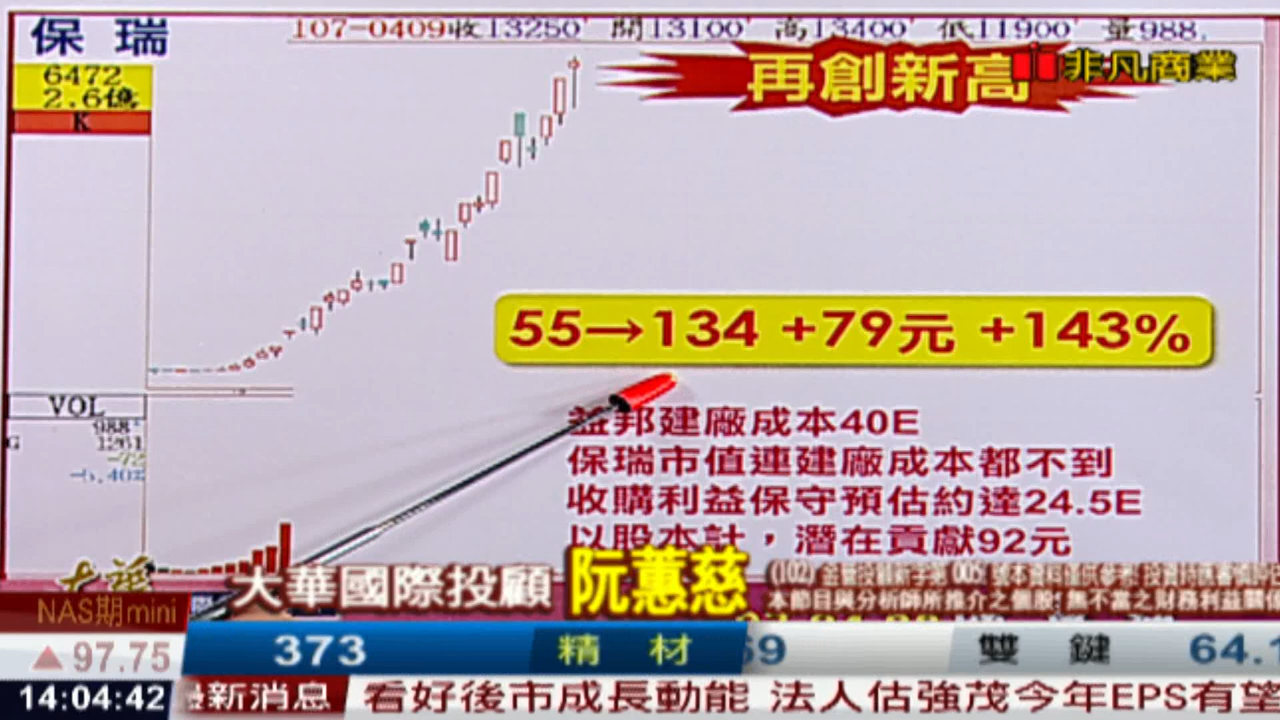 保瑞
107-0409收13250 開13100 高13400 低11900 量988.
6472
2.6億
K
再創新高
非凡商業
55→134 +79元 +143%
益邦建廠成本40E
保瑞市值連建廠成本都不到
收購利益保守預估約達24.5E
以股本計，潛在貢獻92元
VOL
988
1261
大華國際投顧 阮蕙慈
本節目與分析師所推介之個股 無不當之財務利益關係
NAS期mini
▲97.75
373 精材 69 雙鍵 64.1
14:04:42
最新消息 看好後市成長動能 法人估強茂今年EPS有望